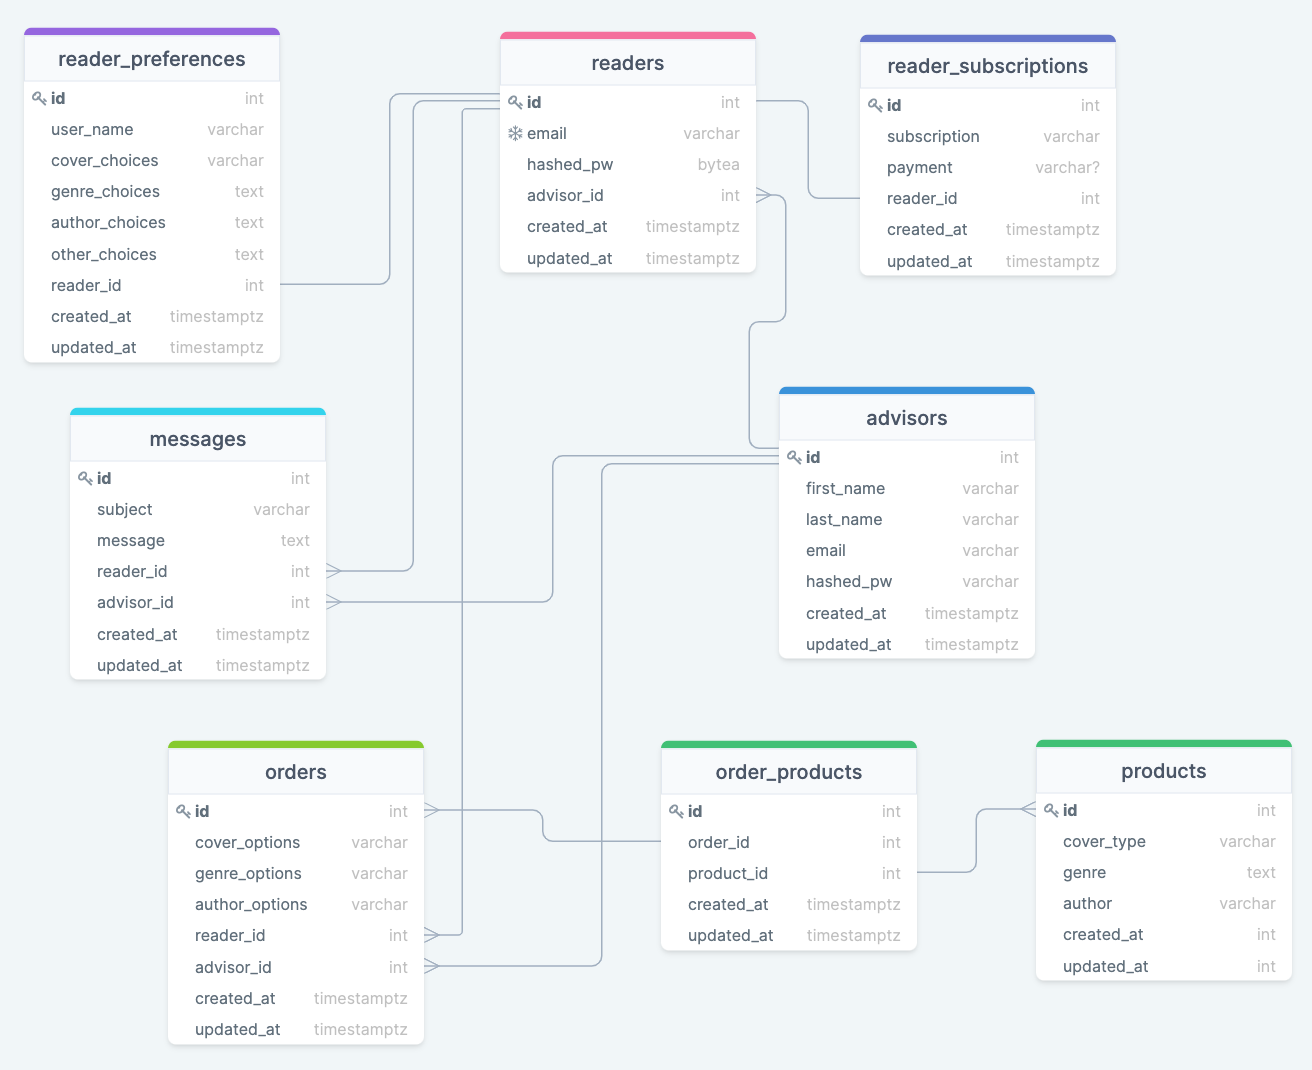 reader_preferences
id int
user_name varchar
cover_choices varchar
genre_choices text
author_choices text
other_choices text
reader_id int
created_at timestamptz
updated_at timestamptz
readers
id int
email varchar
hashed_pw bytea
advisor_id int
created_at timestamptz
updated_at timestamptz
reader_subscriptions
id int
subscription varchar
payment varchar?
reader_id int
created_at timestamptz
updated_at timestamptz
messages
id int
subject varchar
message text
reader_id int
advisor_id int
created_at timestamptz
updated_at timestamptz
advisors
id int
first_name varchar
last_name varchar
email varchar
hashed_pw varchar
created_at timestamptz
updated_at timestamptz
orders
id int
cover_options varchar
genre_options varchar
author_options varchar
reader_id int
advisor_id int
created_at timestamptz
updated_at timestamptz
order_products
id int
order_id int
product_id int
created_at timestamptz
updated_at timestamptz
products
id int
cover_type varchar
genre text
author varchar
created_at int
updated_at int